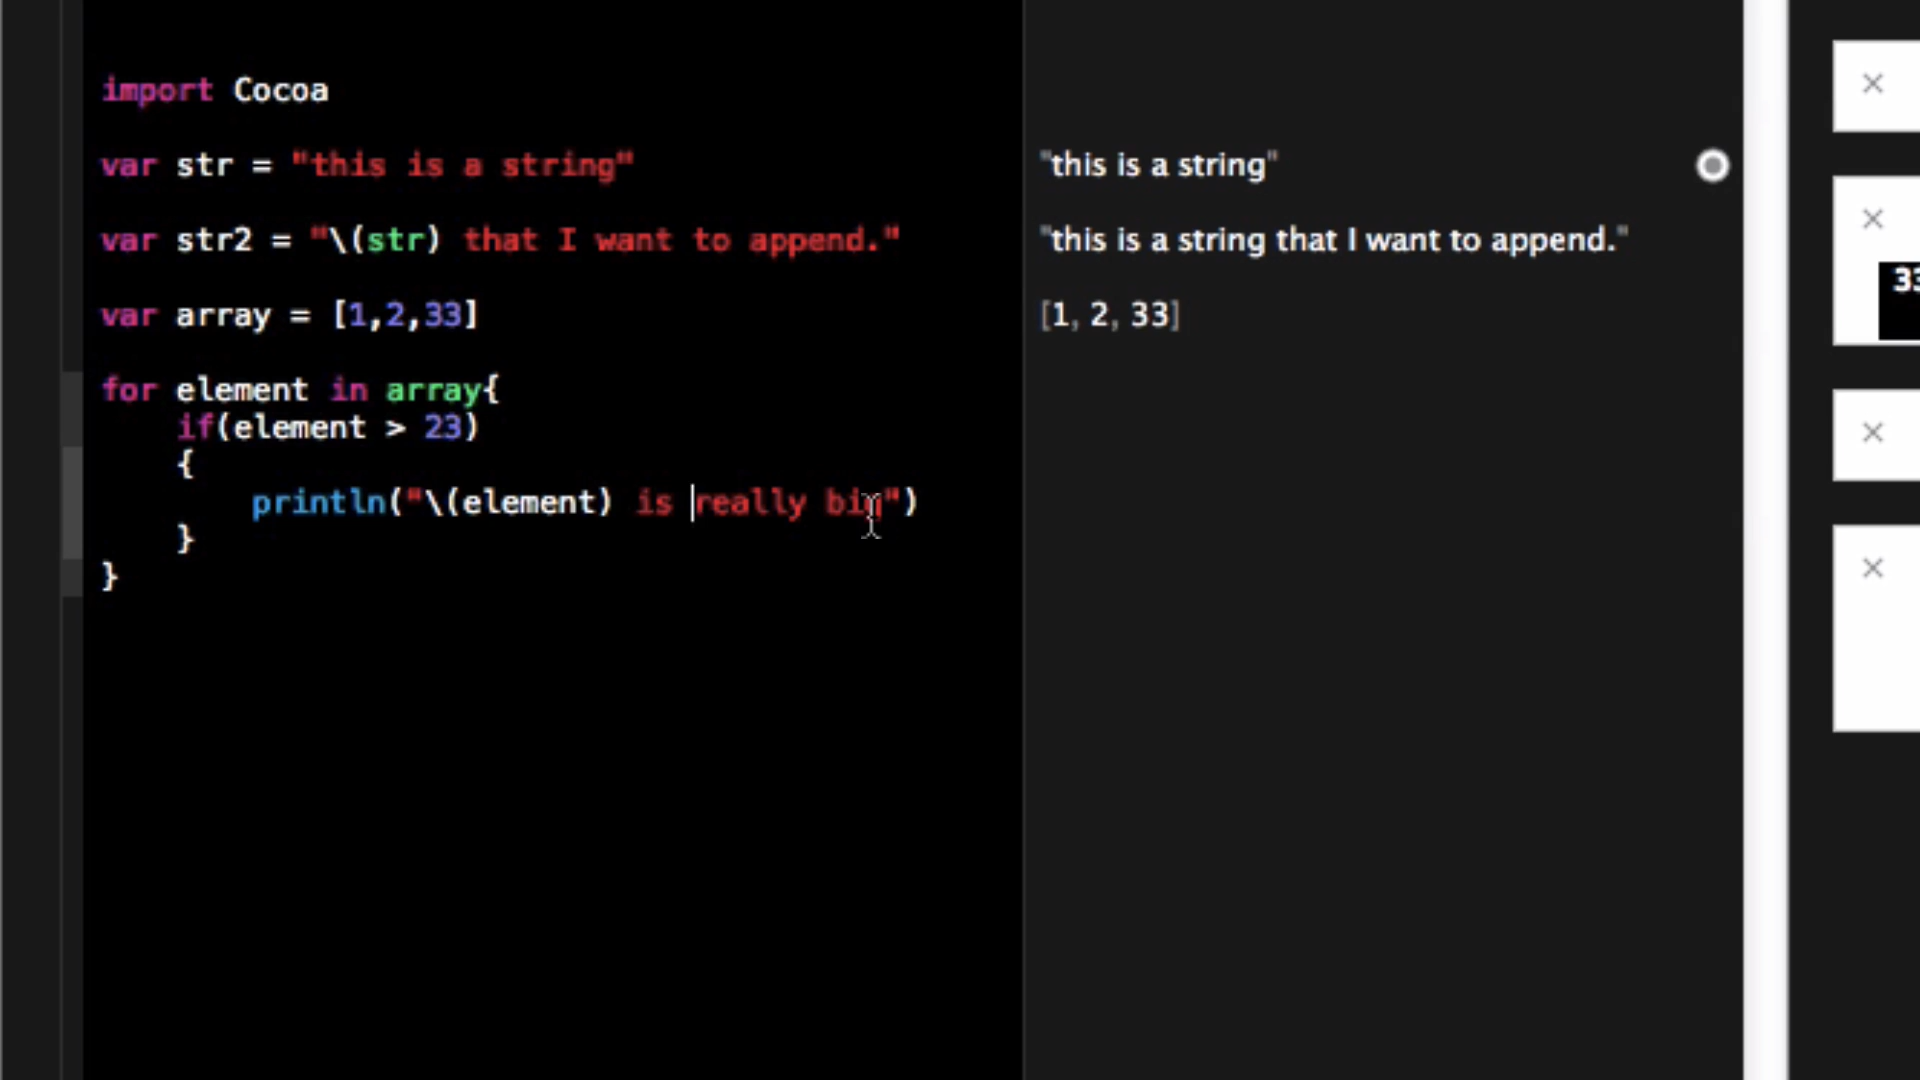 import Cocoa
var str = "this is a string"
"this is a string"
var str2 = "\(str) that I want to append."
"this is a string that I want to append."
var array = [1,2,33]
[1, 2, 33]
for element in array{
if(element > 23)
{
println("\(element) is really big")
}
}
33